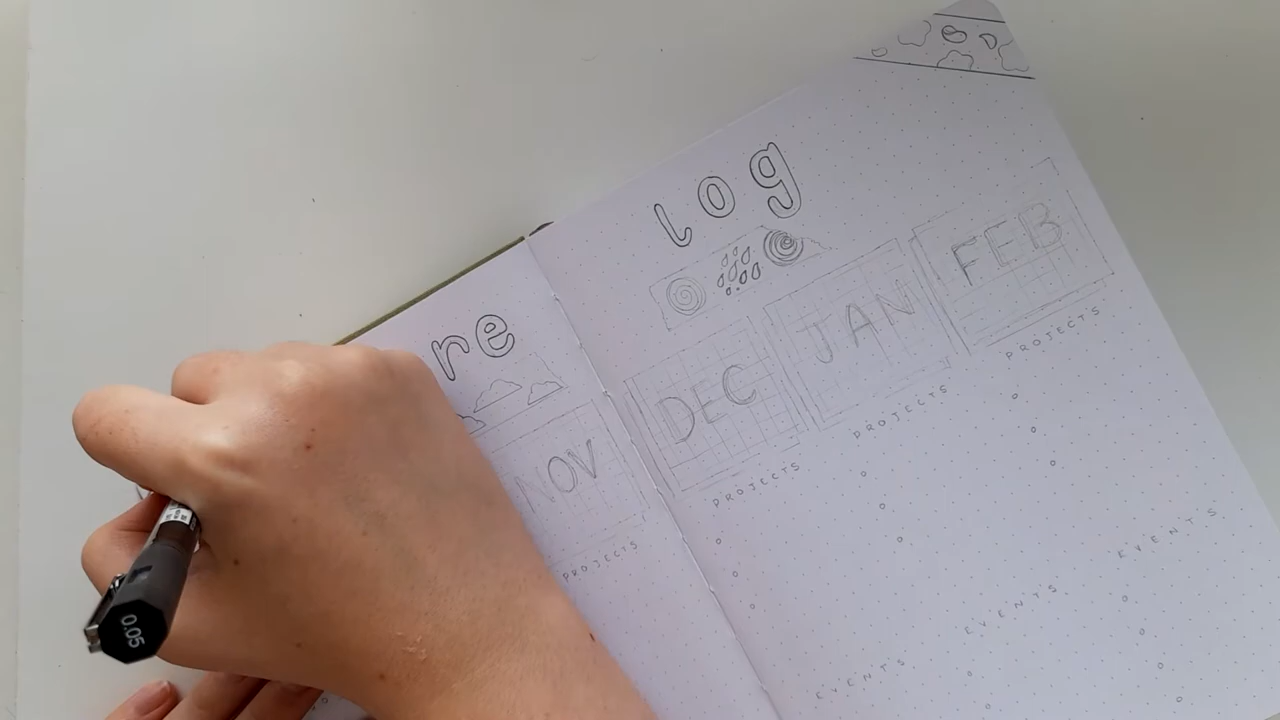 re log
NOV DEC JAN FEB
PROJECTS PROJECTS PROJECTS PROJECTS
EVENTS EVENTS EVENTS
0.05